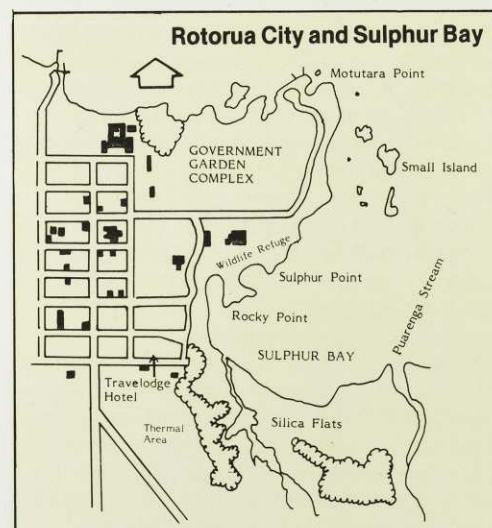 Rotorua City and Sulphur Bay
Motutara Point
GOVERNMENT
GARDEN
COMPLEX
Small Island
Wildlife Refuge
Sulphur Point
Rocky Point
Puarenga Stream
SULPHUR BAY
Travelodge
Hotel
Thermal
Area
Silica Flats